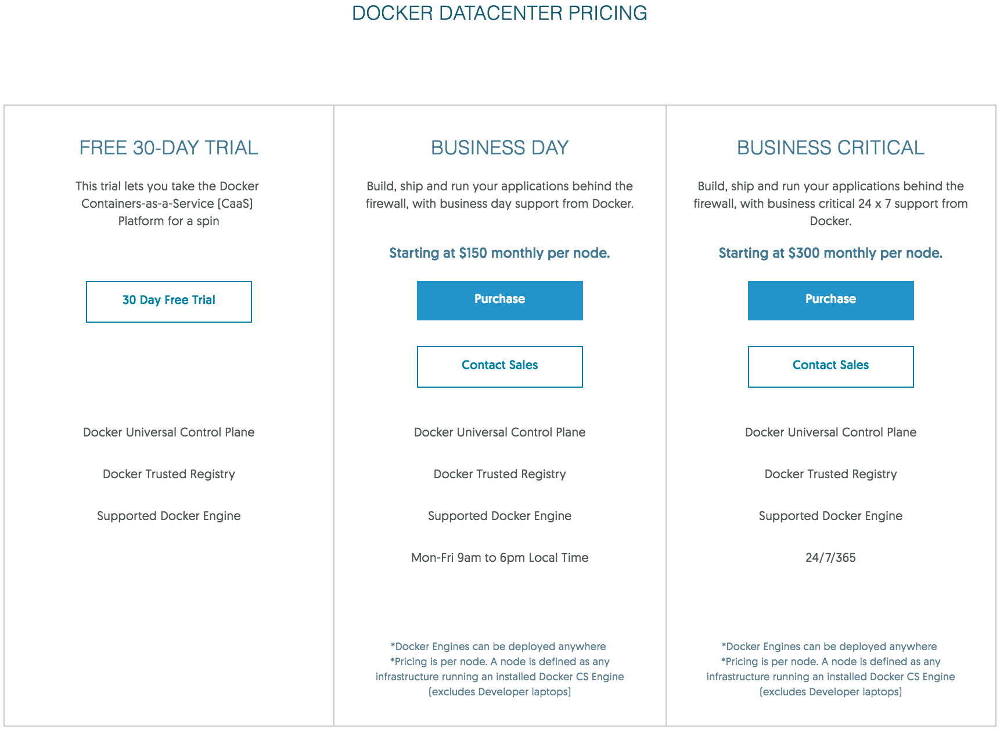 DOCKER DATACENTER PRICING
FREE 30-DAY TRIAL
This trial lets you take the Docker
Containers-as-a-Service (CaaS)
Platform for a spin
30 Day Free Trial
Docker Universal Control Plane
Docker Trusted Registry
Supported Docker Engine
BUSINESS DAY
Build, ship and run your applications behind the
firewall, with business day support from Docker.
Starting at $150 monthly per node.
Purchase
Contact Sales
Docker Universal Control Plane
Docker Trusted Registry
Supported Docker Engine
Mon-Fri 9am to 6pm Local Time
*Docker Engines can be deployed anywhere
*Pricing is per node. A node is defined as any
infrastructure running an installed Docker CS Engine
(excludes Developer laptops)
BUSINESS CRITICAL
Build, ship and run your applications behind the
firewall, with business critical 24 x 7 support from
Docker.
Starting at $300 monthly per node.
Purchase
Contact Sales
Docker Universal Control Plane
Docker Trusted Registry
Supported Docker Engine
24/7/365
*Docker Engines can be deployed anywhere
*Pricing is per node. A node is defined as any
infrastructure running an installed Docker CS Engine
(excludes Developer laptops)